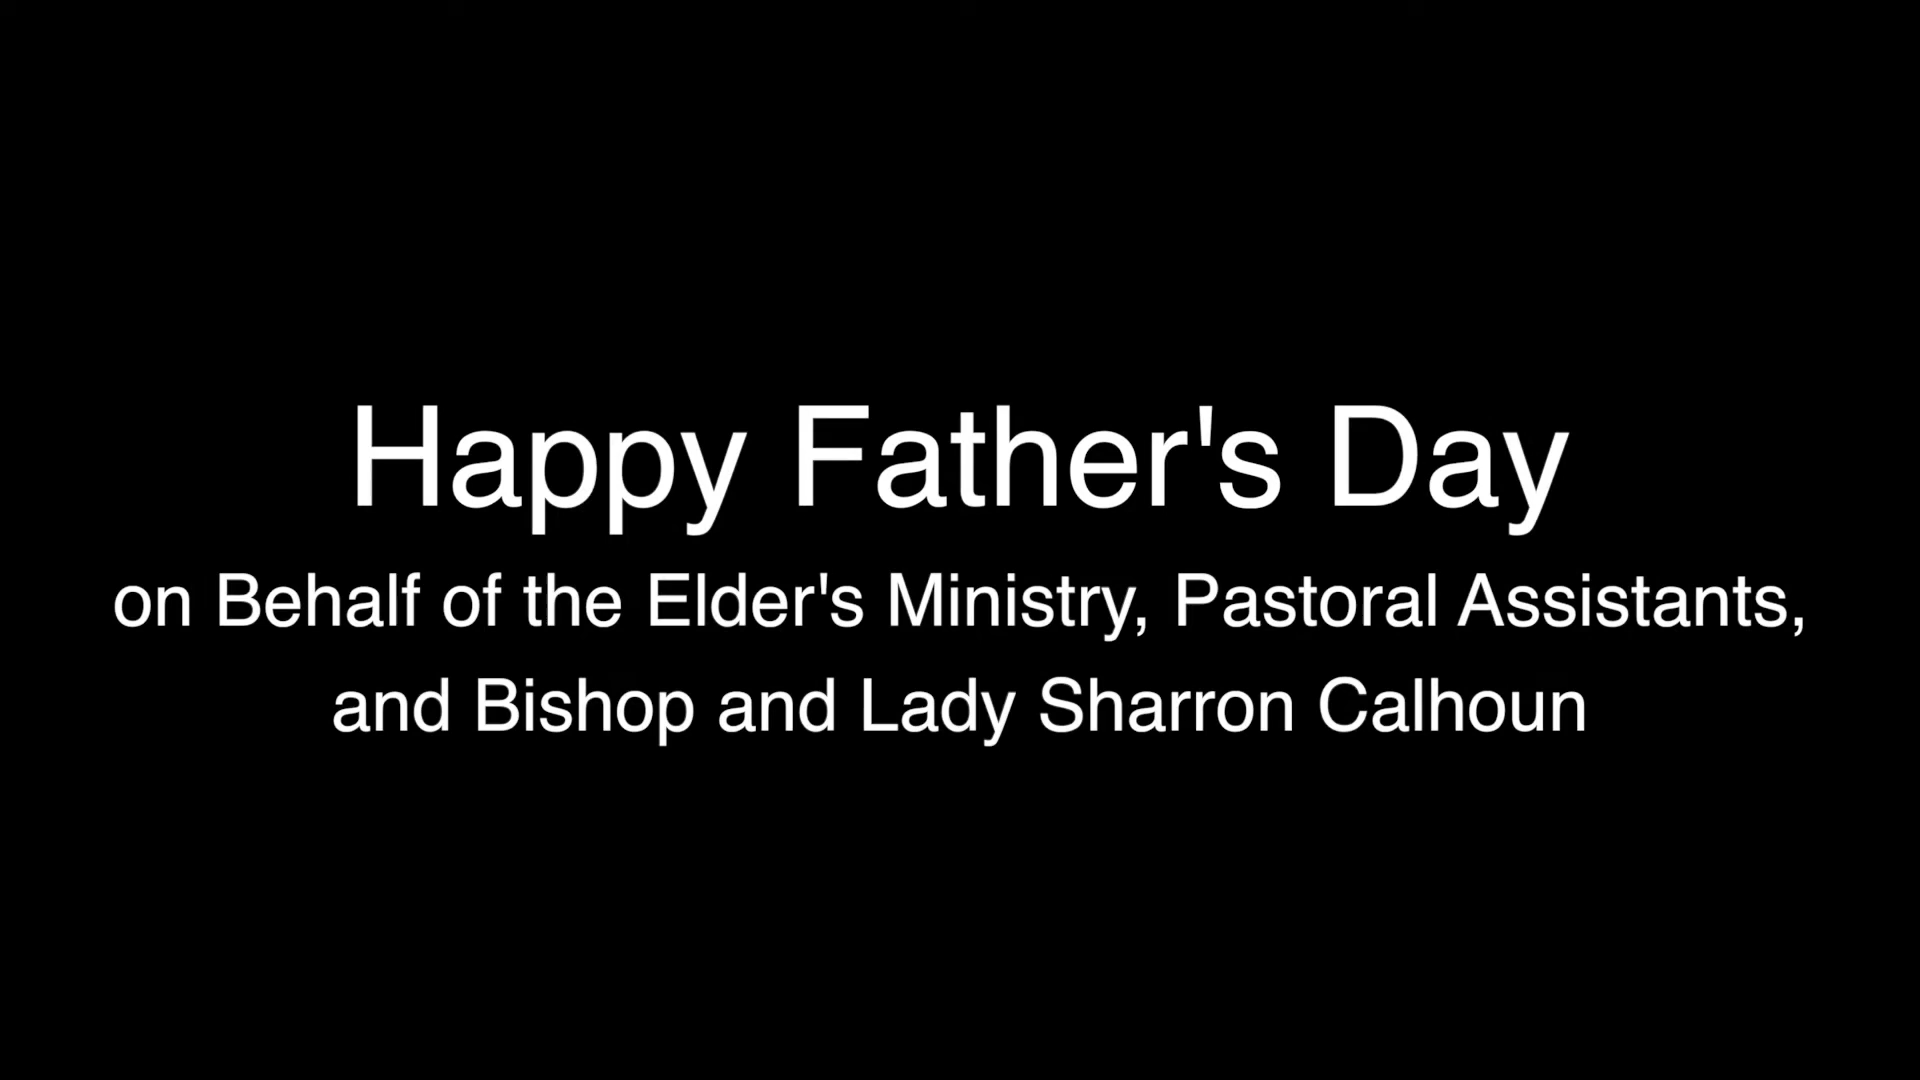 Happy Father's Day
on Behalf of the Elder's Ministry, Pastoral Assistants,
and Bishop and Lady Sharron Calhoun